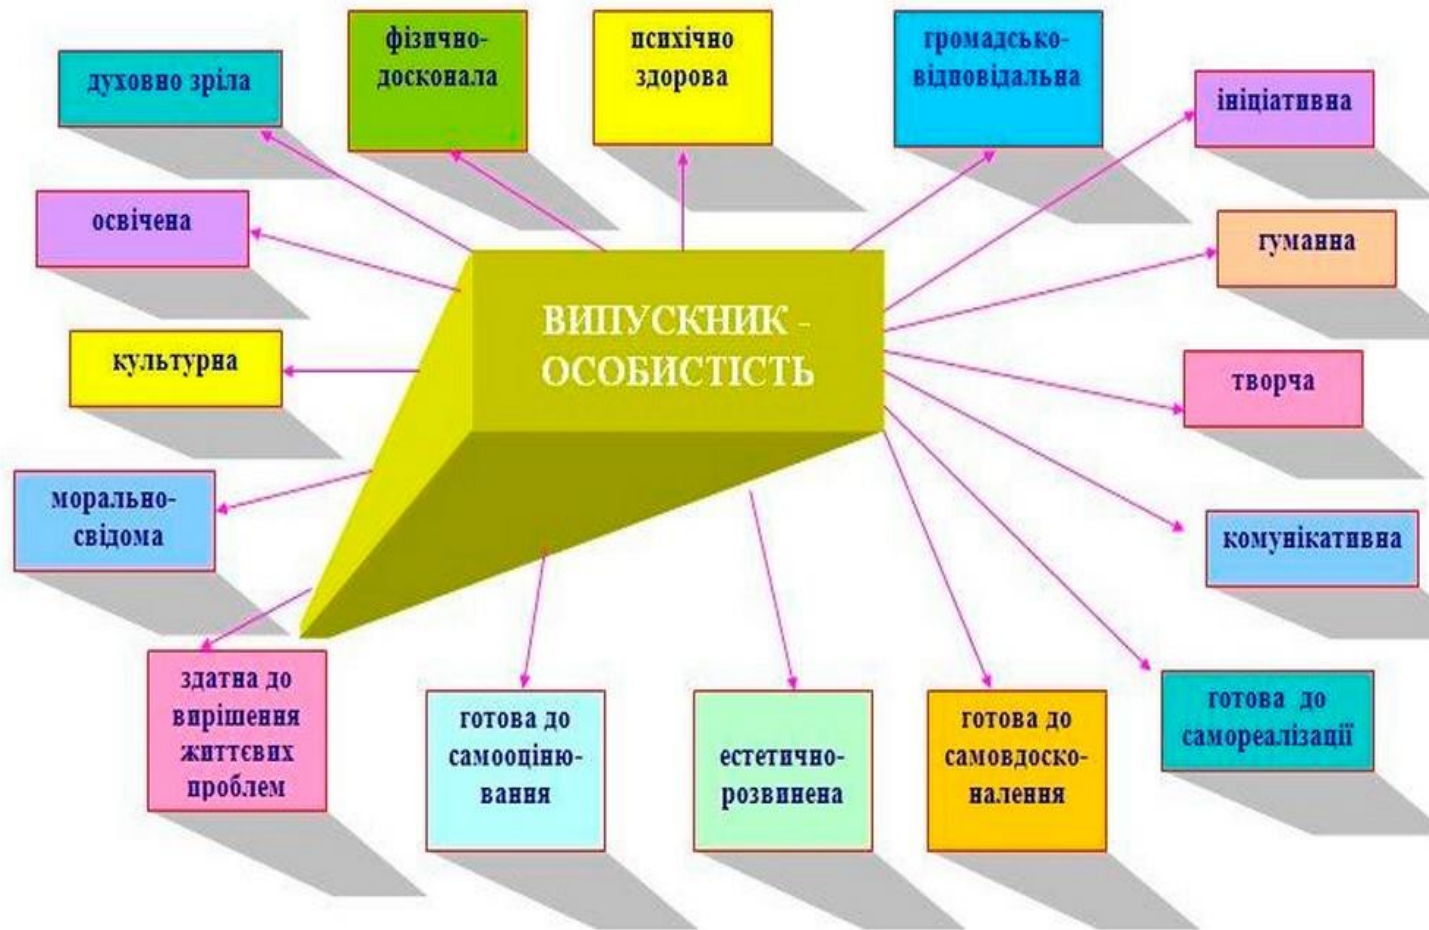 духовно зріла
фізично-
досконала
психічно
здорова
громадсько-
відповідальна
ініціативна
освічена
гуманна
ВИПУСКНИК -
ОСОБИСТІСТЬ
культурна
творча
морально-
свідома
комунікативна
здатна до
вирішення
життєвих
проблем
готова до
самооціню-
вання
естетично-
розвинена
готова до
самовдоско-
налення
готова до
самореалізації